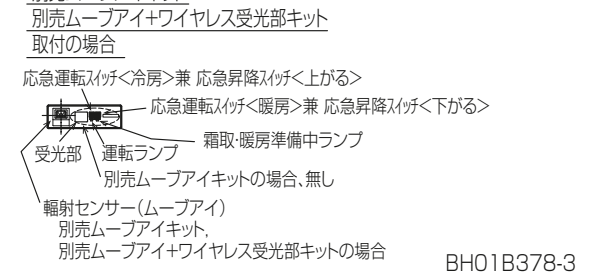 別売ムーブアイ+ワイヤレス受光部キット
取付の場合
応急運転スイッチ<冷房>兼 応急昇降スイッチ<上がる>
応急運転スイッチ<暖房>兼 応急昇降スイッチ<下がる>
霜取・暖房準備中ランプ
受光部 運転ランプ
別売ムーブアイキットの場合、無し
輻射センサー(ムーブアイ)
別売ムーブアイキット,
別売ムーブアイ+ワイヤレス受光部キットの場合
BH01B378-3